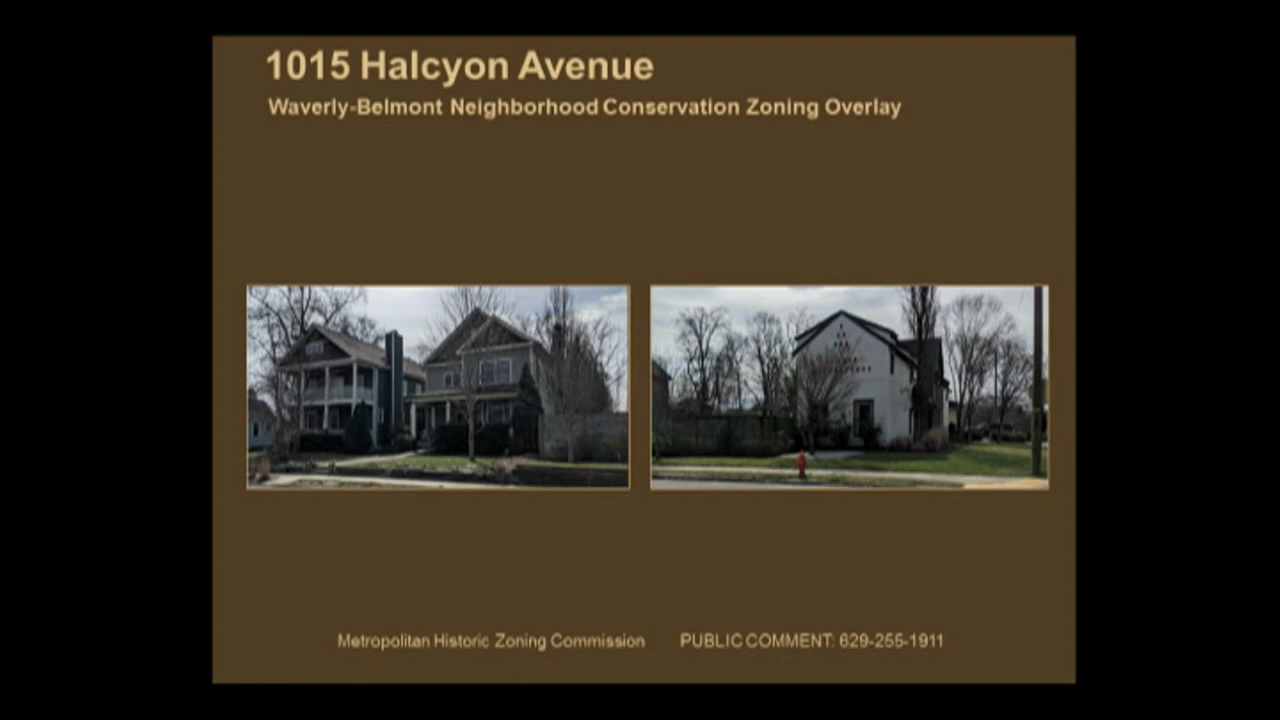 1015 Halcyon Avenue
Waverly-Belmont Neighborhood Conservation Zoning Overlay
Metropolitan Historic Zoning Commission
PUBLIC COMMENT: 629-255-1911